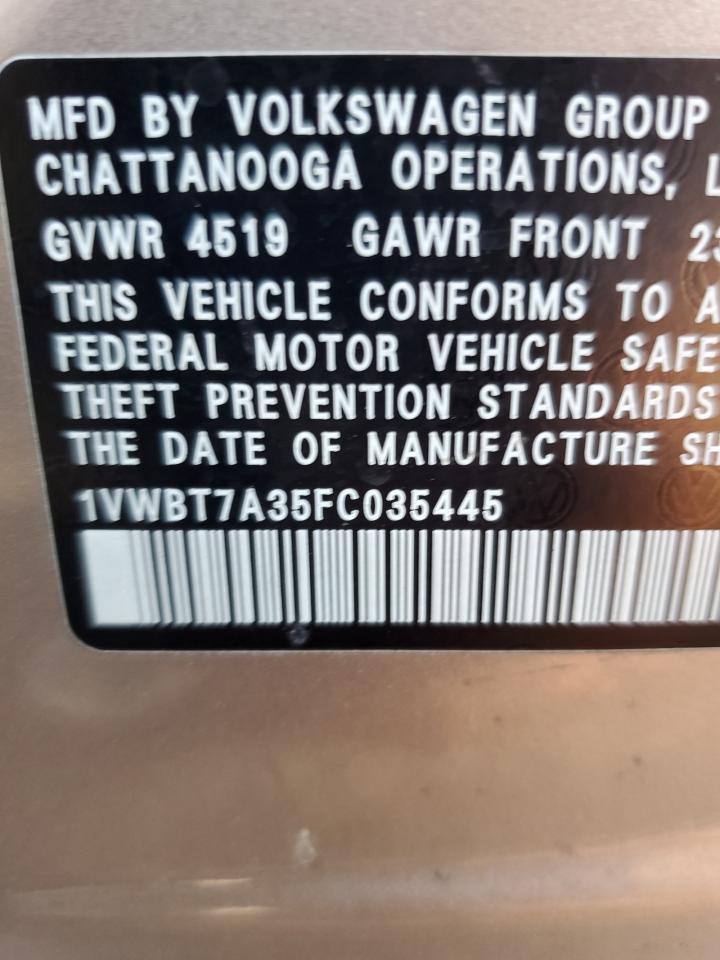 MFD BY VOLKSWAGEN GROUP
CHATTANOOGA OPERATIONS,
GVWR 4519 GAWR FRONT
THIS VEHICLE CONFORMS TO
FEDERAL MOTOR VEHICLE
THEFT PREVENTION STANDARDS
THE DATE OF MANUFACTURE
1VWBT7A35FC035445